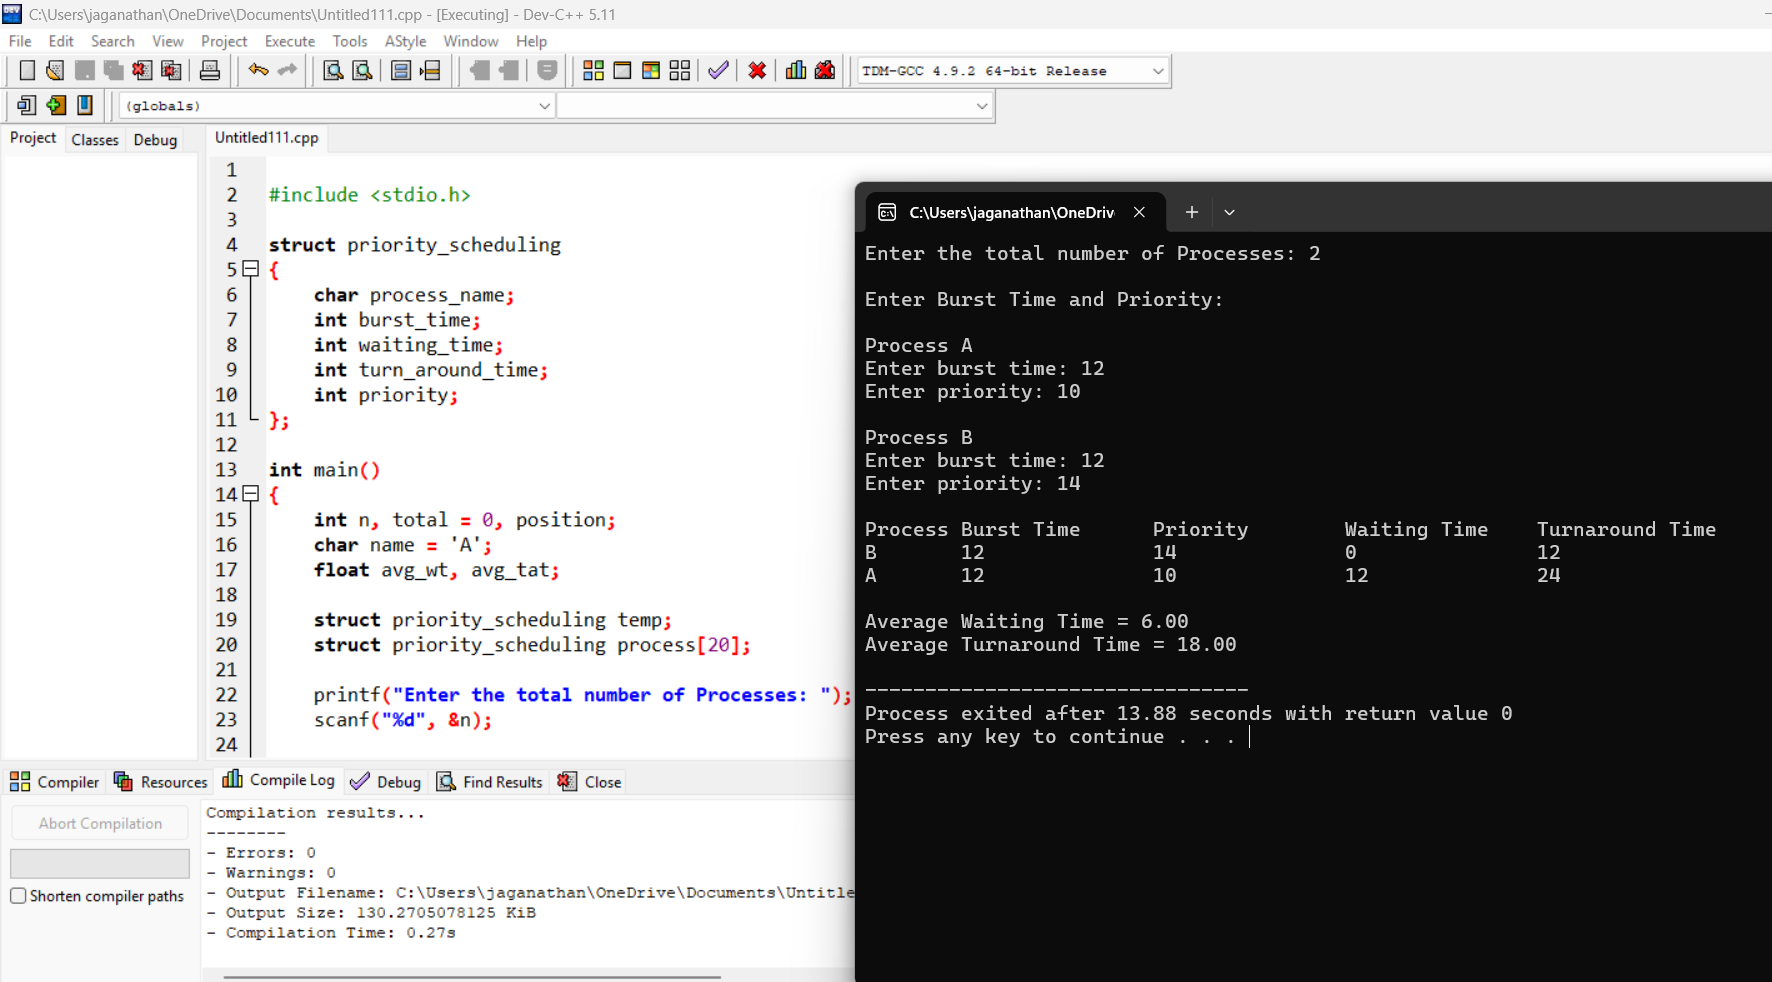 C:\Users\jaganathan\OneDrive\Documents\Untitled111.cpp - [Executing] - Dev-C++ 5.11
File Edit Search View Project Execute Tools AStyle Window Help
TDM-GCC 4.9.2 64-bit Release
(globals)
Project Classes Debug
Untitled111.cpp
1
2 #include <stdio.h>
3
4 struct priority_scheduling
5 {
6     char process_name;
7     int burst_time;
8     int waiting_time;
9     int turn_around_time;
10     int priority;
11 };
12
13 int main()
14 {
15     int n, total = 0, position;
16     char name = 'A';
17     float avg_wt, avg_tat;
18
19     struct priority_scheduling temp;
20     struct priority_scheduling process[20];
21
22     printf("Enter the total number of Processes: ");
23     scanf("%d", &n);
24
C:\Users\jaganathan\OneDriv
Enter the total number of Processes: 2
Enter Burst Time and Priority:
Process A
Enter burst time: 12
Enter priority: 10
Process B
Enter burst time: 12
Enter priority: 14
Process Burst Time Priority Waiting Time Turnaround Time
B 12 14 0 12
A 12 10 12 24
Average Waiting Time = 6.00
Average Turnaround Time = 18.00
--------------------------------
Process exited after 13.88 seconds with return value 0
Press any key to continue . . .
Compiler Resources Compile Log Debug Find Results Close
Abort Compilation
Shorten compiler paths
Compilation results...
--------
- Errors: 0
- Warnings: 0
- Output Filename: C:\Users\jaganathan\OneDrive\Documents\Untitle
- Output Size: 130.2705078125 KiB
- Compilation Time: 0.27s